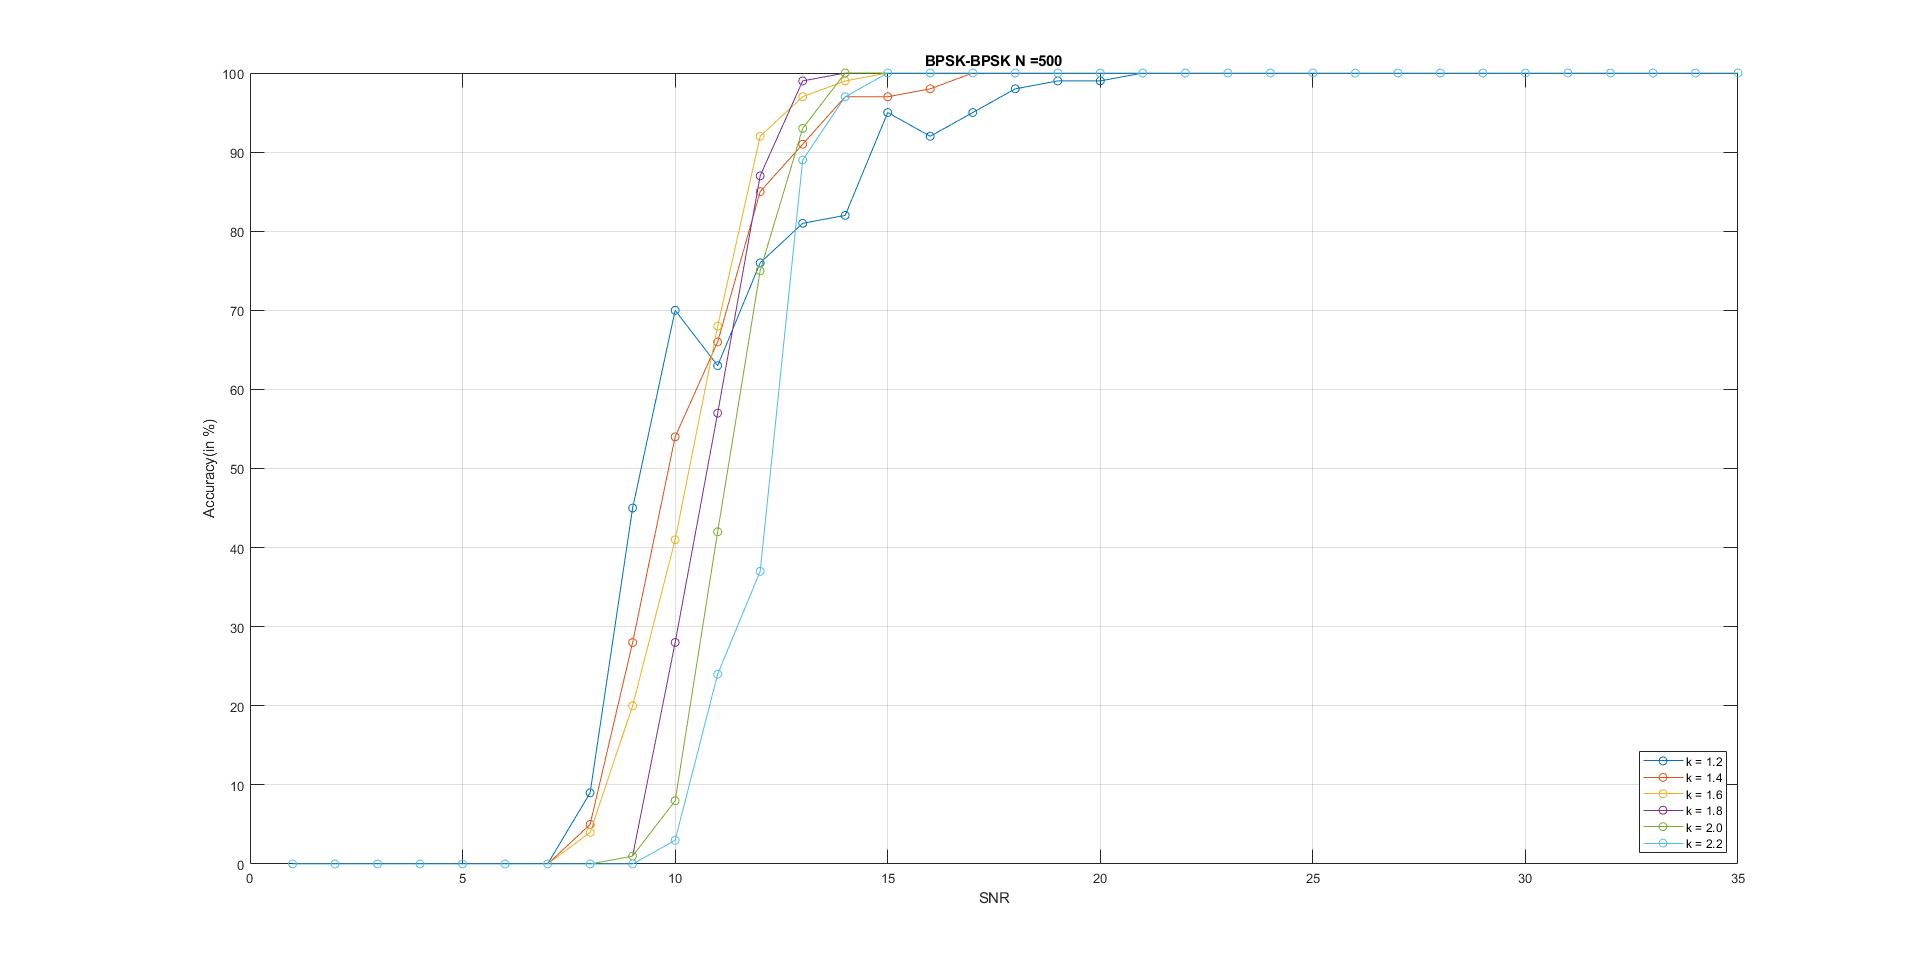 BPSK-BPSK N =500
100
90
80
70
60
50
40
30
20
10
0
Accuracy(in %)
0 5 10 15 20 25 30 35
SNR
k = 1.2
k = 1.4
k = 1.6
k = 1.8
k = 2.0
k = 2.2